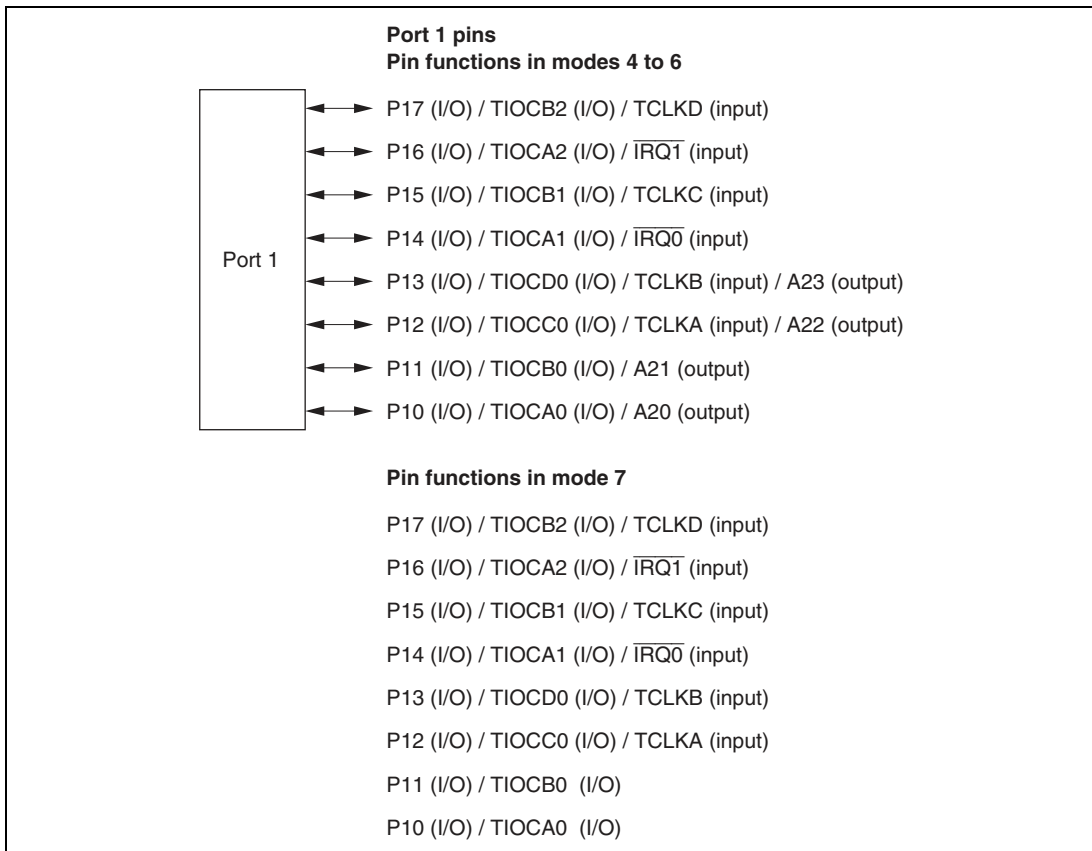 Port 1 pins
Pin functions in modes 4 to 6
P17 (I/O) / TIOCB2 (I/O) / TCLKD (input)
P16 (I/O) / TIOCA2 (I/O) / I̅R̅Q̅1̅ (input)
P15 (I/O) / TIOCB1 (I/O) / TCLKC (input)
P14 (I/O) / TIOCA1 (I/O) / I̅R̅Q̅0̅ (input)
Port 1
P13 (I/O) / TIOCD0 (I/O) / TCLKB (input) / A23 (output)
P12 (I/O) / TIOCC0 (I/O) / TCLKA (input) / A22 (output)
P11 (I/O) / TIOCB0 (I/O) / A21 (output)
P10 (I/O) / TIOCA0 (I/O) / A20 (output)
Pin functions in mode 7
P17 (I/O) / TIOCB2 (I/O) / TCLKD (input)
P16 (I/O) / TIOCA2 (I/O) / I̅R̅Q̅1̅ (input)
P15 (I/O) / TIOCB1 (I/O) / TCLKC (input)
P14 (I/O) / TIOCA1 (I/O) / I̅R̅Q̅0̅ (input)
P13 (I/O) / TIOCD0 (I/O) / TCLKB (input)
P12 (I/O) / TIOCC0 (I/O) / TCLKA (input)
P11 (I/O) / TIOCB0 (I/O)
P10 (I/O) / TIOCA0 (I/O)